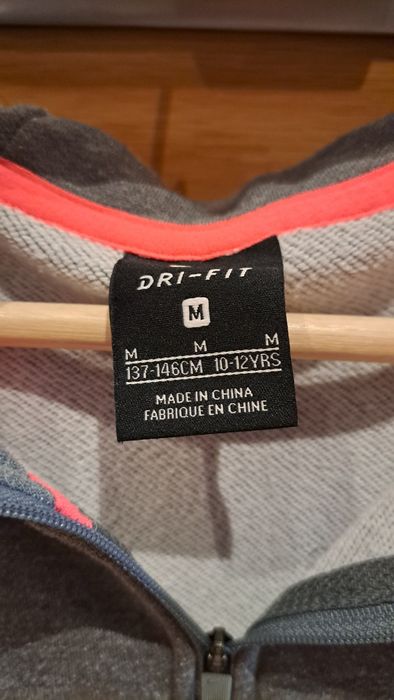 DRI-FIT
M
M M M
137-146CM 10-12YRS
MADE IN CHINA
FABRIQUE EN CHINE